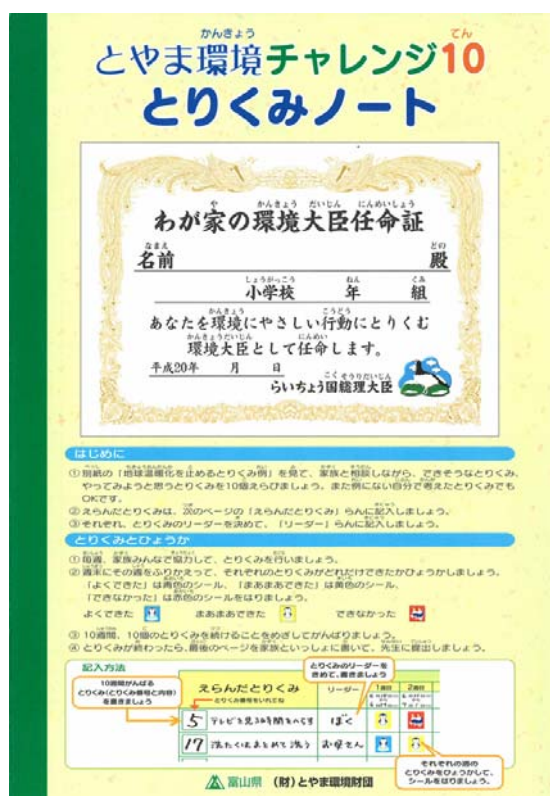 とやま環境チャレンジ10
とりくみノート
わが家の環境大臣任命証
名前 殿
小学校 年 組
あなたを環境にやさしい行動にとりくむ
環境大臣として任命します。
平成20年 月 日
らいちょう国総理大臣
はじめに
①別紙の「地球温暖化を止めるとりくみ例」を見て、家族と相談しながら、できそうなとりくみ、
やってみようと思うとりくみを10個えらびましょう。また例にない自分で考えたとりくみでも
OKです。
②えらんだとりくみは、次のページの「えらんだとりくみ」らんに記入しましょう。
③それぞれ、とりくみのリーダーを決めて、「リーダー」らんに記入しましょう。
とりくみとひょうか
①毎週、家族みんなで協力して、とりくみを行いましょう。
②週末にその週をふりかえって、それぞれのとりくみがどれだけできたかひょうかしましょう。
「よくできた」は青色のシール、「まあまあできた」は黄色のシール、
「できなかった」は赤色のシールをはりましょう。
よくできた まあまあできた できなかった
③10週間、10個のとりくみを続けることをめざしてがんばりましょう。
④とりくみが終わったら、最後のページを家族といっしょに書いて、先生に提出しましょう。
記入方法
とりくみのリーダーを
きめて、書きましょう
10週間がんばる
とりくみ(とりくみ番号と内容)
を書きましょう
えらんだとりくみ
とりくみ番号をいれてね
リーダー
1週目 2週目
5 テレビを見る時間をへらす ぼく
17 洗たくはまとめて洗う お母さん
それぞれの週の
とりくみをひょうかして、
シールをはりましょう。
富山県 (財)とやま環境財団